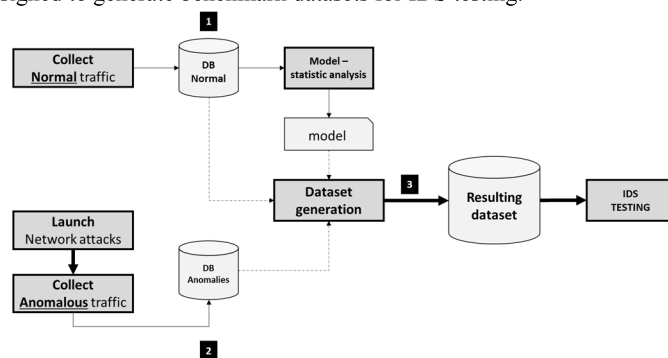 signed to generate benchmark datasets for IDS testing.
1
Collect
Normal traffic
DB
Normal
Model –
statistic analysis
model
Dataset
generation
3
Resulting
dataset
IDS
TESTING
Launch
Network attacks
Collect
Anomalous traffic
DB
Anomalies
2